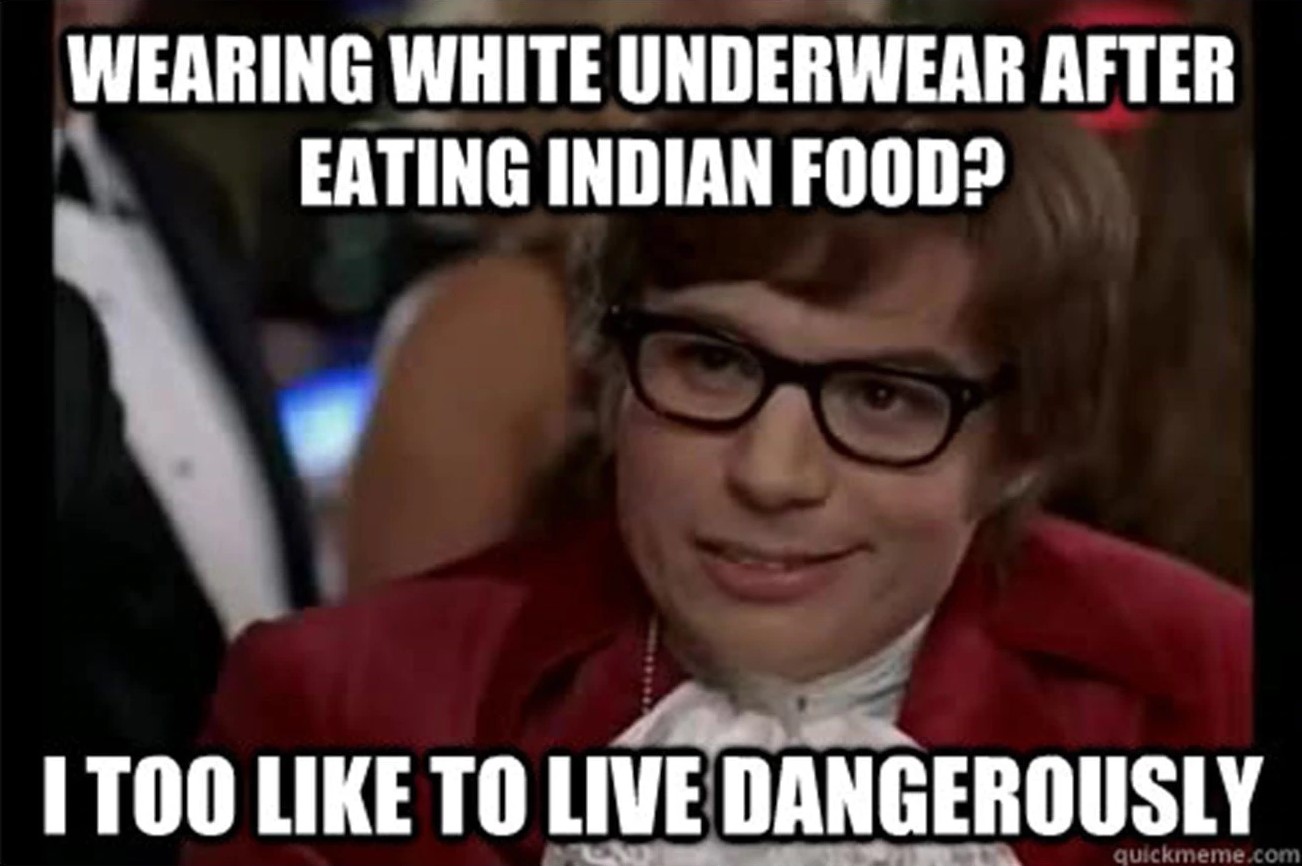 WEARING WHITE UNDERWEAR AFTER
EATING INDIAN FOOD?
I TOO LIKE TO LIVE DANGEROUSLY
quickmeme.com